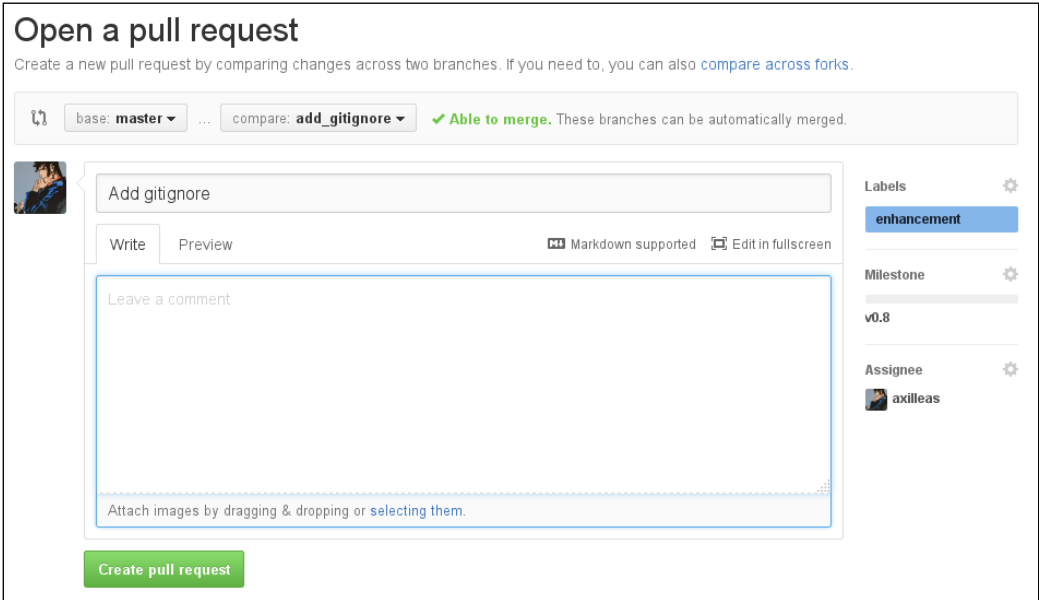 Open a pull request
Create a new pull request by comparing changes across two branches. If you need to, you can also compare across forks.
base: master ... compare: add_gitignore Able to merge. These branches can be automatically merged.
Add gitignore
Write Preview Markdown supported Edit in fullscreen
Leave a comment
Attach images by dragging & dropping or selecting them.
Create pull request
Labels
enhancement
Milestone
v0.8
Assignee
axilleas